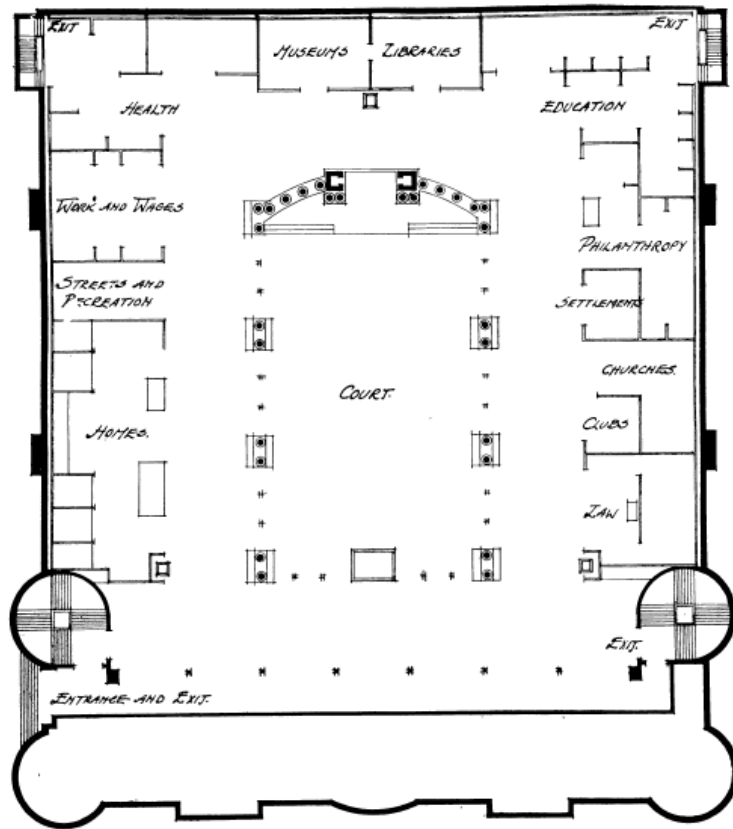 EXIT
MUSEUMS
LIBRARIES
EXIT
HEALTH
EDUCATION
WORK AND WAGES
PHILANTHROPY
STREETS AND
RECREATION
SETTLEMENTS
COURT.
CHURCHES.
HOMES.
CLUBS
LAW
EXIT.
ENTRANCE AND EXIT.